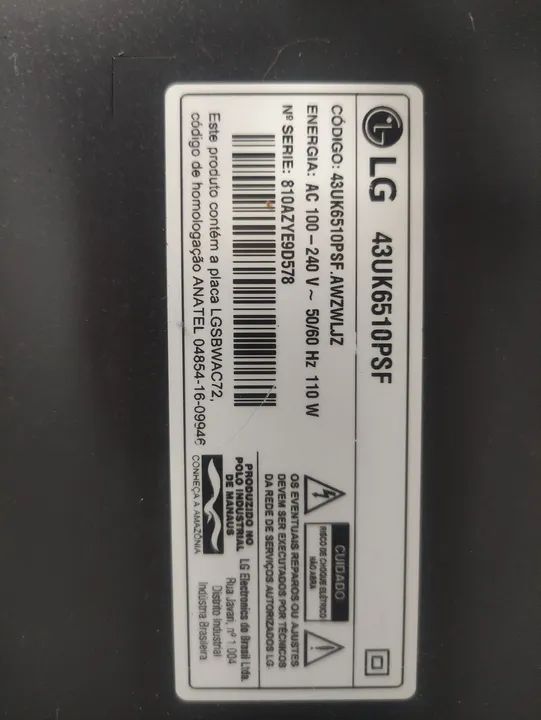 LG 43UK6510PSF
CÓDIGO: 43UK6510PSF.AWZWLJZ
ENERGIA: AC 100-240 V ~ 50/60 Hz 110 W
Nº SERIE: 810AZYE9D578
Este produto contém a placa LGSBWAC72,
código de homologação ANATEL 04854-16-09946
CUIDADO
RISCO DE CHOQUE ELÉTRICO
NÃO ABRA
OS EVENTUAIS REPAROS OU AJUSTES
DEVEM SER EXECUTADOS POR TÉCNICOS
DA REDE DE SERVIÇOS AUTORIZADOS LG.
PRODUZIDO NO
POLO INDUSTRIAL
DE MANAUS
CONHEÇA A AMAZÔNIA
LG Electronics do Brasil Ltda.
Rua Javari, nº 1.004
Distrito Industrial
Indústria Brasileira